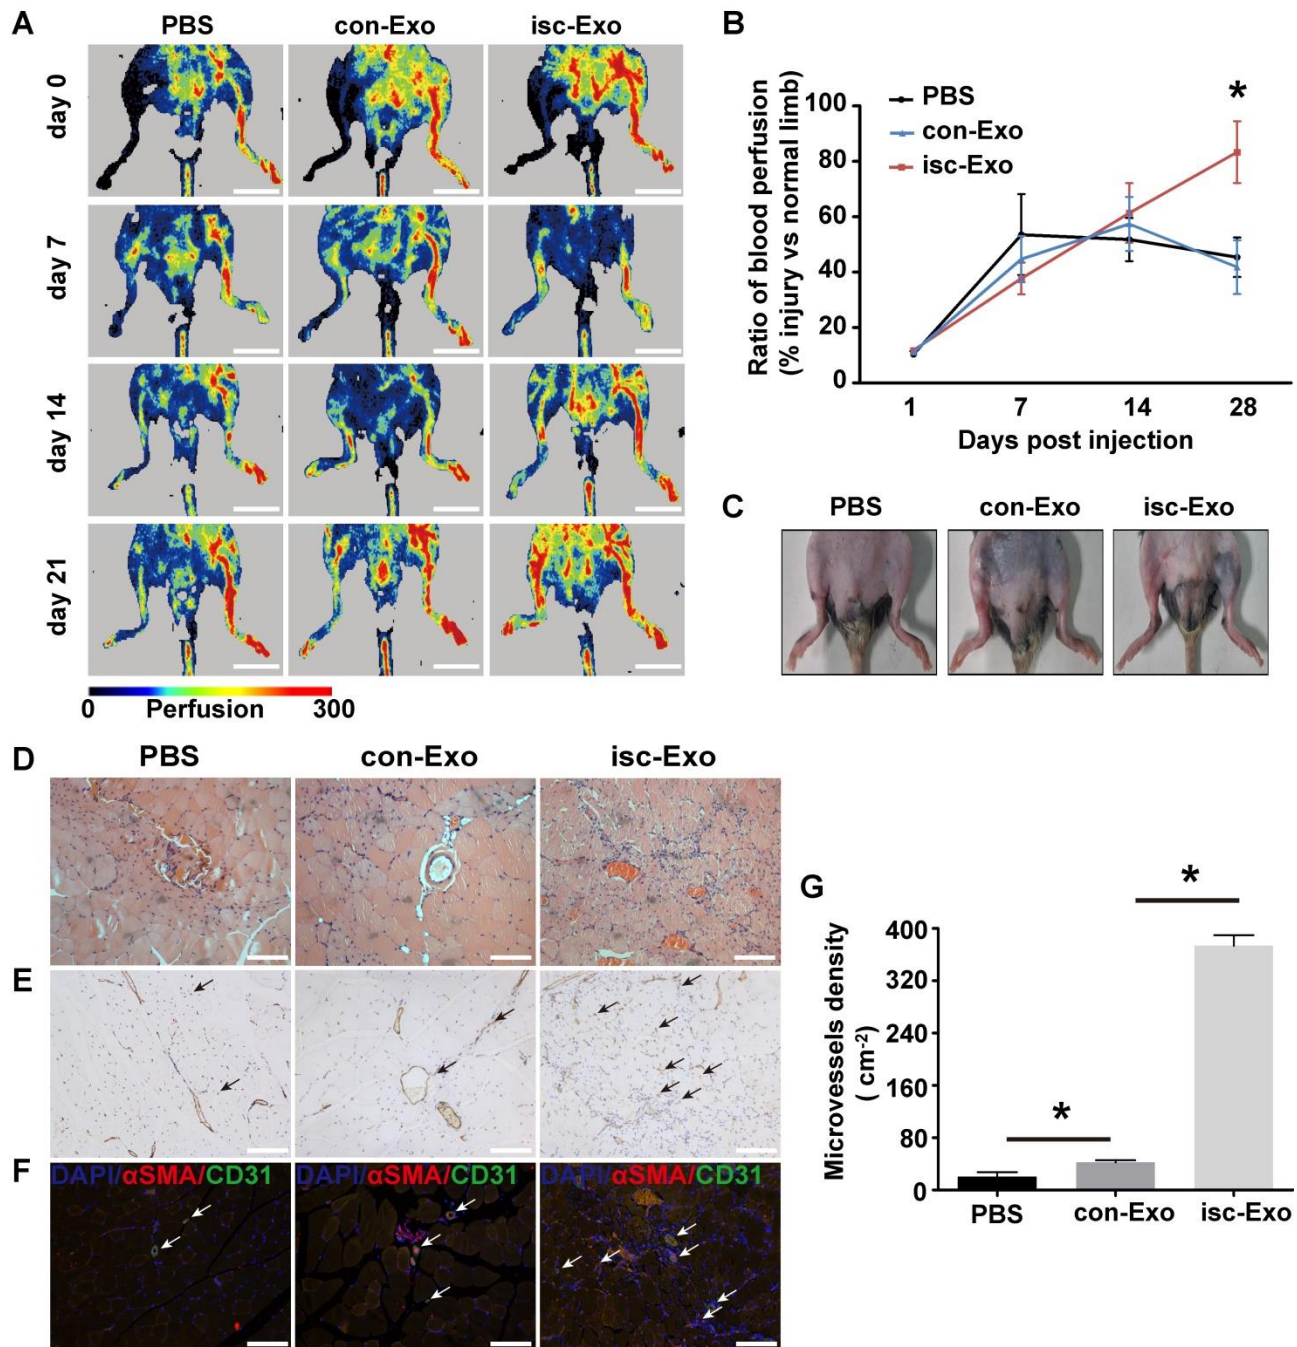 A
PBS con-Exo isc-Exo
day 0
day 7
day 14
day 21
0 Perfusion 300
B
Ratio of blood perfusion
(% injury vs normal limb)
100
80
60
40
20
0
PBS
con-Exo
isc-Exo
*
1 7 14 28
Days post injection
C
PBS con-Exo isc-Exo
D
PBS con-Exo isc-Exo
E
F
DAPI/αSMA/CD31 DAPI/αSMA/CD31 DAPI/αSMA/CD31
G
Microvessels density
( cm-2)
400
320
240
160
80
0
*
*
PBS con-Exo isc-Exo